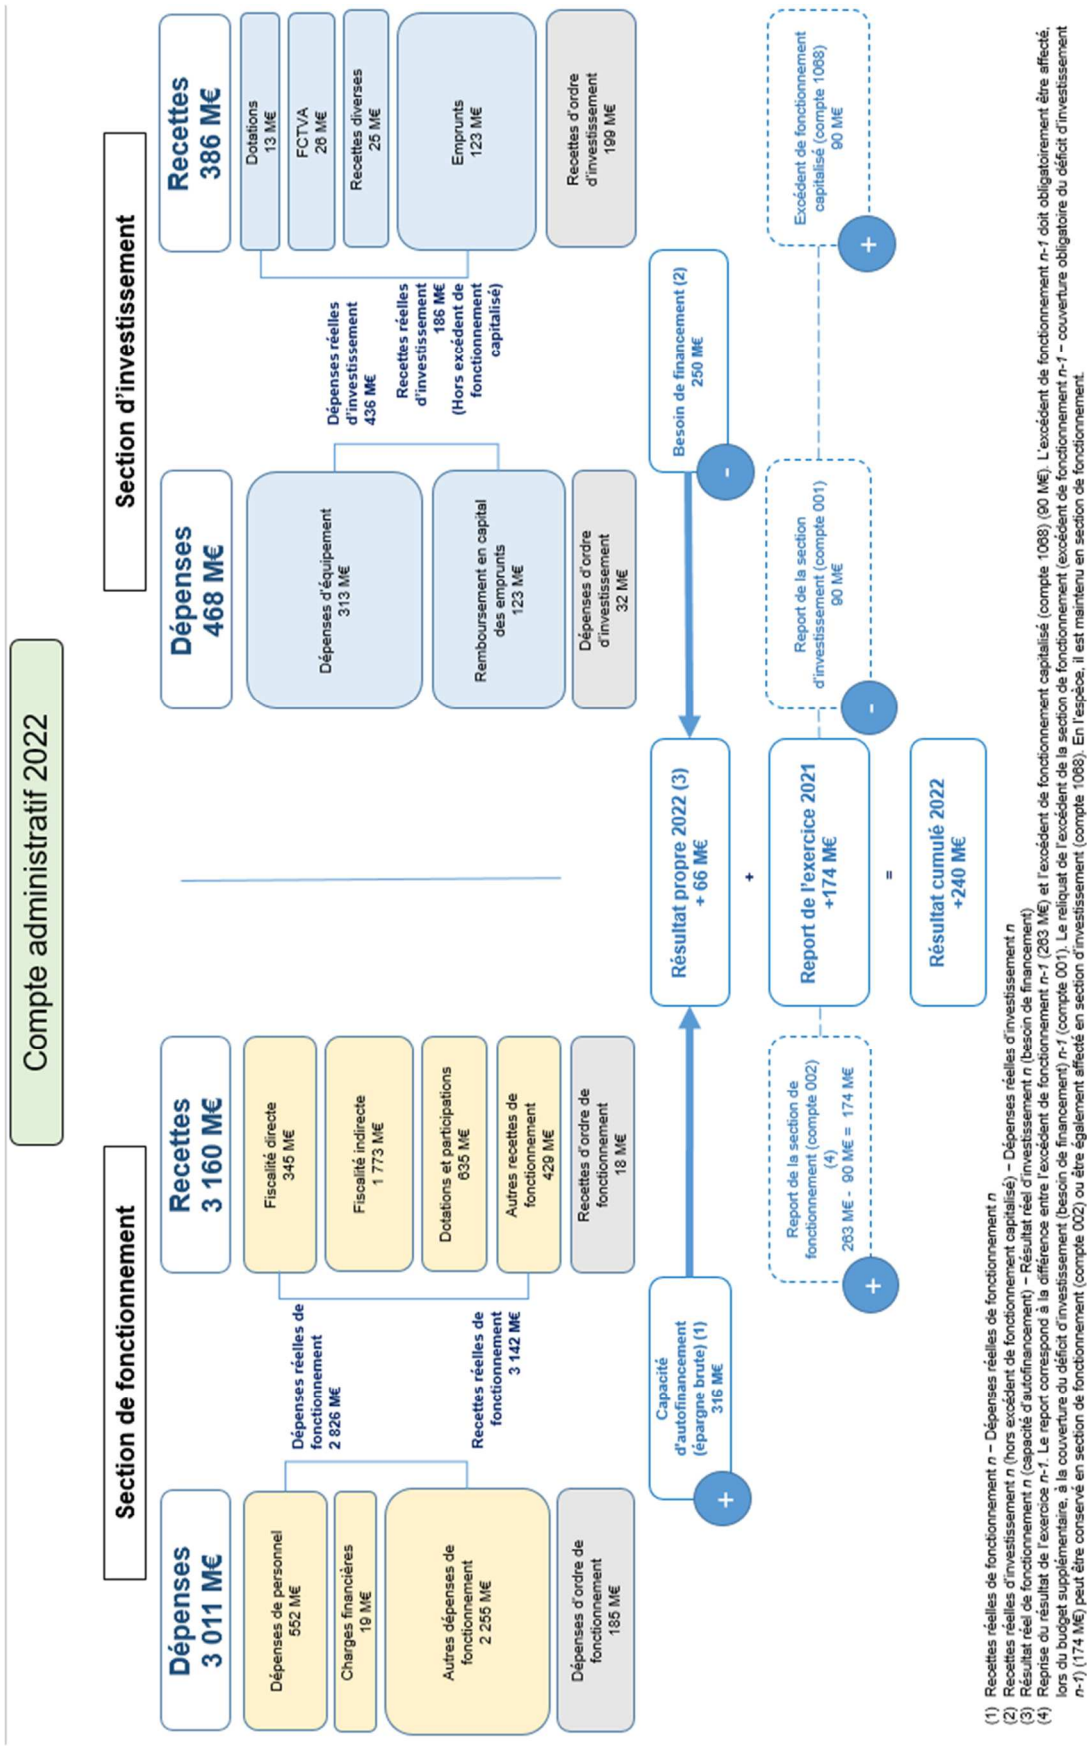 Compte administratif 2022
Section de fonctionnement
Dépenses
3 011 M€
Dépenses de personnel
552 M€
Charges financières
19 M€
Autres dépenses de
fonctionnement
2 255 M€
Dépenses d'ordre de
fonctionnement
185 M€
Dépenses réelles de
fonctionnement
2 826 M€
Recettes réelles de
fonctionnement
3 142 M€
Recettes
3 160 M€
Fiscalité directe
345 M€
Fiscalité indirecte
1 773 M€
Dotations et participations
635 M€
Autres recettes de
fonctionnement
429 M€
Recettes d'ordre de
fonctionnement
18 M€
Section d'investissement
Dépenses
468 M€
Dépenses d'équipement
313 M€
Remboursement en capital
des emprunts
123 M€
Dépenses d'ordre
d'investissement
32 M€
Dépenses réelles
d'investissement
436 M€
Recettes réelles
d'investissement
186 M€
(Hors excédent de
fonctionnement
capitalisé)
Recettes
386 M€
Dotations
13 M€
FCTVA
26 M€
Recettes diverses
25 M€
Emprunts
123 M€
Recettes d'ordre
d'investissement
199 M€
Capacité
d'autofinancement
(épargne brute) (1)
316 M€
+
Résultat propre 2022 (3)
+ 66 M€
Besoin de financement (2)
250 M€
-
+
Report de la section de
fonctionnement (compte 002)
(4)
263 M€ - 90 M€ = 174 M€
+
Report de l'exercice 2021
+174 M€
Report de la section
d'investissement (compte 001)
90 M€
-
Excédent de fonctionnement
capitalisé (compte 1068)
90 M€
+
=
Résultat cumulé 2022
+240 M€
(1) Recettes réelles de fonctionnement n – Dépenses réelles de fonctionnement n
(2) Recettes réelles d'investissement n (hors excédent de fonctionnement capitalisé) – Dépenses réelles d'investissement n
(3) Résultat réel de fonctionnement n (capacité d'autofinancement) – Résultat réel d'investissement n (besoin de financement)
(4) Reprise du résultat de l'exercice n-1. Le report correspond à la différence entre l'excédent de fonctionnement n-1 (263 M€) et l'excédent de fonctionnement capitalisé (compte 1068) (90 M€). L'excédent de fonctionnement n-1 doit obligatoirement être affecté,
lors du budget supplémentaire, à la couverture du déficit d'investissement (besoin de financement) n-1 (compte 001). Le reliquat de l'excédent de la section de fonctionnement (excédent de fonctionnement n-1 – couverture obligatoire du déficit d'investissement
n-1) (174 M€) peut être conservé en section de fonctionnement (compte 002) ou être également affecté en section d'investissement (compte 1068). En l'espèce, il est maintenu en section de fonctionnement.